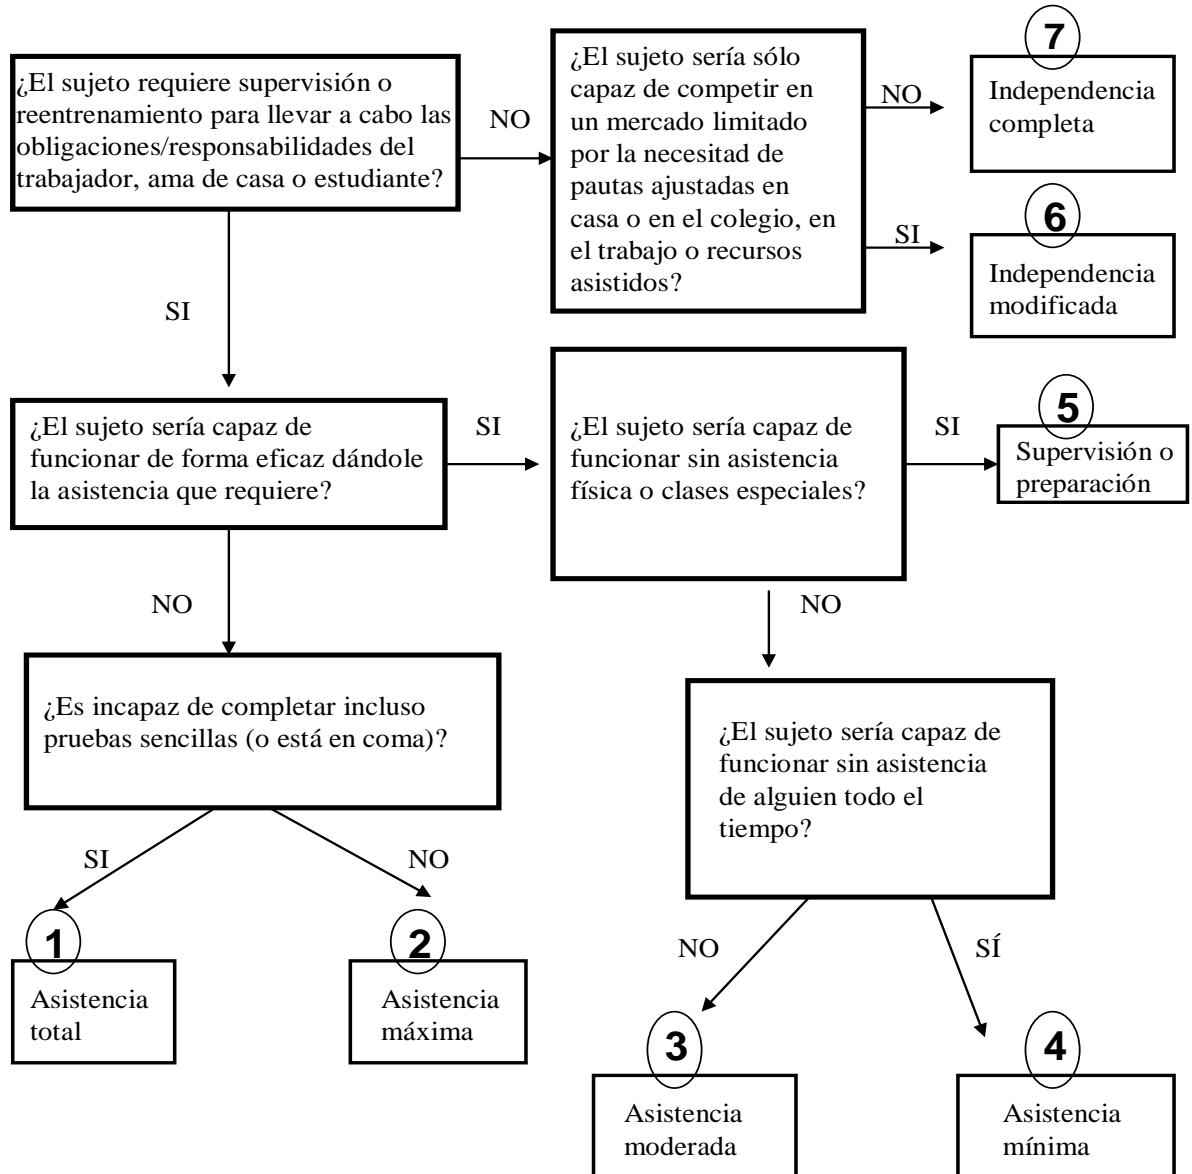 ¿El sujeto requiere supervisión o
reentrenamiento para llevar a cabo las
obligaciones/responsabilidades del
trabajador, ama de casa o estudiante?
NO
¿El sujeto sería sólo
capaz de competir en
un mercado limitado
por la necesitad de
pautas ajustadas en
casa o en el colegio, en
el trabajo o recursos
asistidos?
NO
7
Independencia
completa
SI
6
Independencia
modificada
SI
¿El sujeto sería capaz de
funcionar de forma eficaz dándole
la asistencia que requiere?
SI
¿El sujeto sería capaz de
funcionar sin asistencia
física o clases especiales?
SI
5
Supervisión o
preparación
NO
NO
¿Es incapaz de completar incluso
pruebas sencillas (o está en coma)?
¿El sujeto sería capaz de
funcionar sin asistencia
de alguien todo el
tiempo?
SI
NO
1
Asistencia
total
2
Asistencia
máxima
NO
SÍ
3
Asistencia
moderada
4
Asistencia
mínima